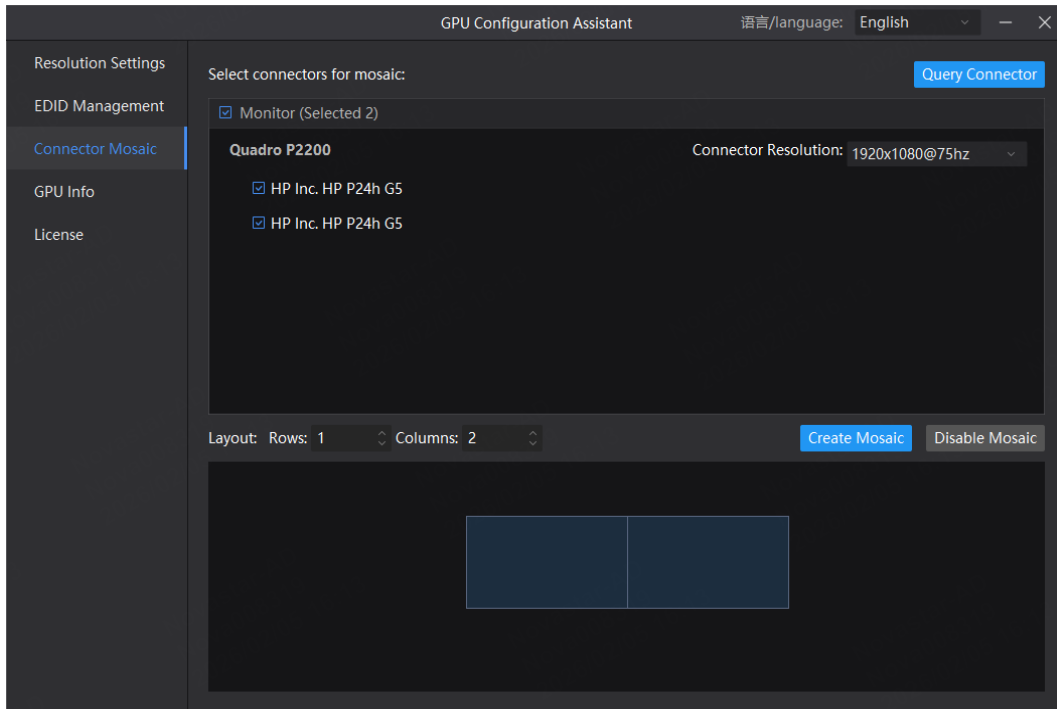 GPU Configuration Assistant 语言/language: English
Resolution Settings
EDID Management
Connector Mosaic
GPU Info
License
Select connectors for mosaic: Query Connector
Monitor (Selected 2)
Quadro P2200 Connector Resolution: 1920x1080@75hz
HP Inc. HP P24h G5
HP Inc. HP P24h G5
Layout: Rows: 1 Columns: 2 Create Mosaic Disable Mosaic